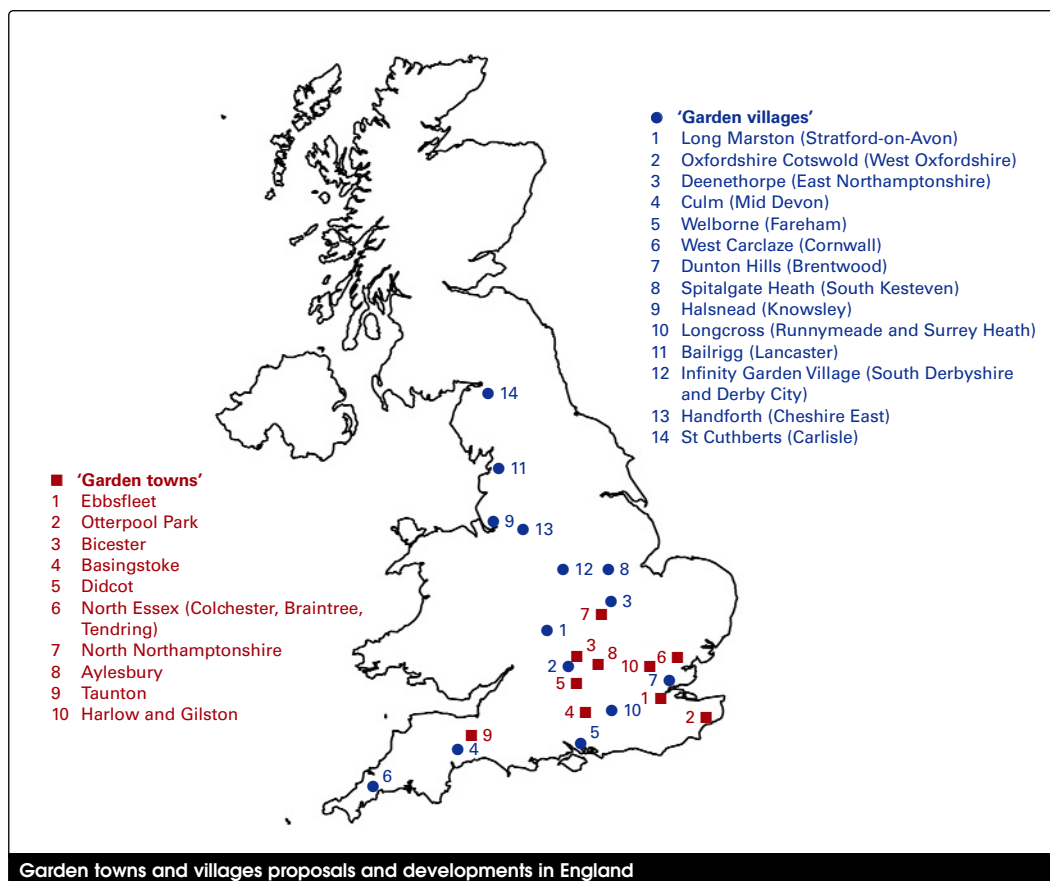 'Garden villages'
1 Long Marston (Stratford-on-Avon)
2 Oxfordshire Cotswold (West Oxfordshire)
3 Deenethorpe (East Northamptonshire)
4 Culm (Mid Devon)
5 Welborne (Fareham)
6 West Carclaze (Cornwall)
7 Dunton Hills (Brentwood)
8 Spitalgate Heath (South Kesteven)
9 Halsnead (Knowsley)
10 Longcross (Runnymeade and Surrey Heath)
11 Bailrigg (Lancaster)
12 Infinity Garden Village (South Derbyshire
and Derby City)
13 Handforth (Cheshire East)
14 St Cuthberts (Carlisle)
'Garden towns'
1 Ebbsfleet
2 Otterpool Park
3 Bicester
4 Basingstoke
5 Didcot
6 North Essex (Colchester, Braintree,
Tendring)
7 North Northamptonshire
8 Aylesbury
9 Taunton
10 Harlow and Gilston
14
11
9
13
12
8
3
7
1
3
8
6
2
10
7
5
1
4
10
2
5
9
4
6
Garden towns and villages proposals and developments in England